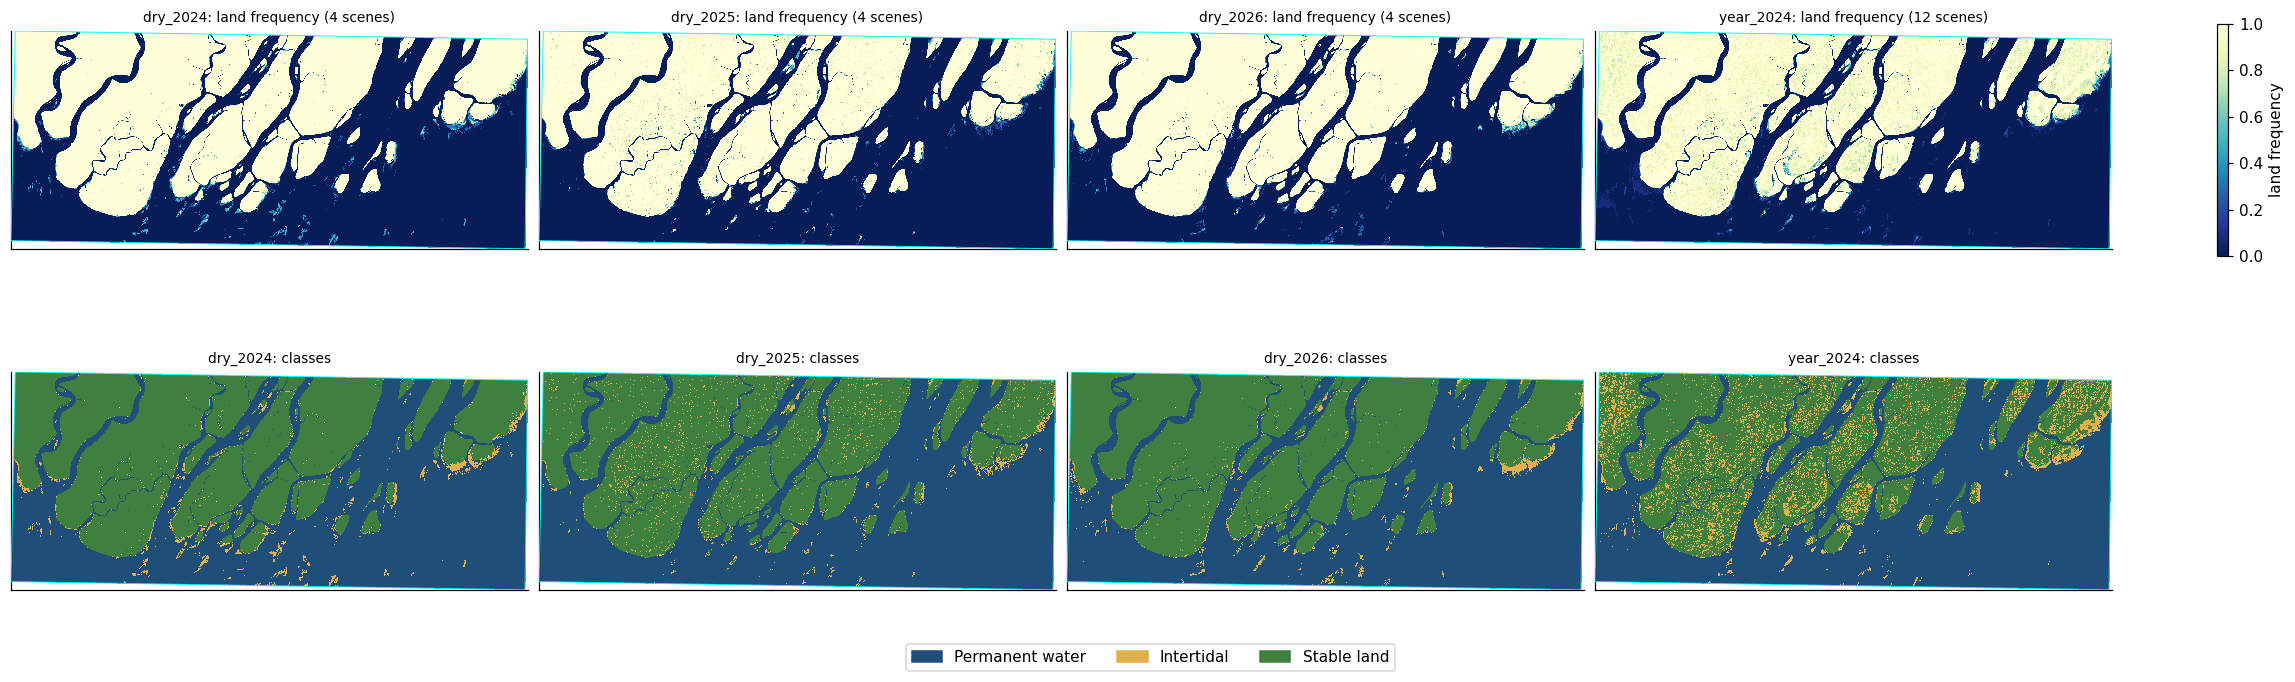 dry_2024: land frequency (4 scenes)
dry_2025: land frequency (4 scenes)
dry_2026: land frequency (4 scenes)
year_2024: land frequency (12 scenes)
1.0
0.8
0.6
0.4
0.2
0.0
land frequency
dry_2024: classes
dry_2025: classes
dry_2026: classes
year_2024: classes
Permanent water
Intertidal
Stable land